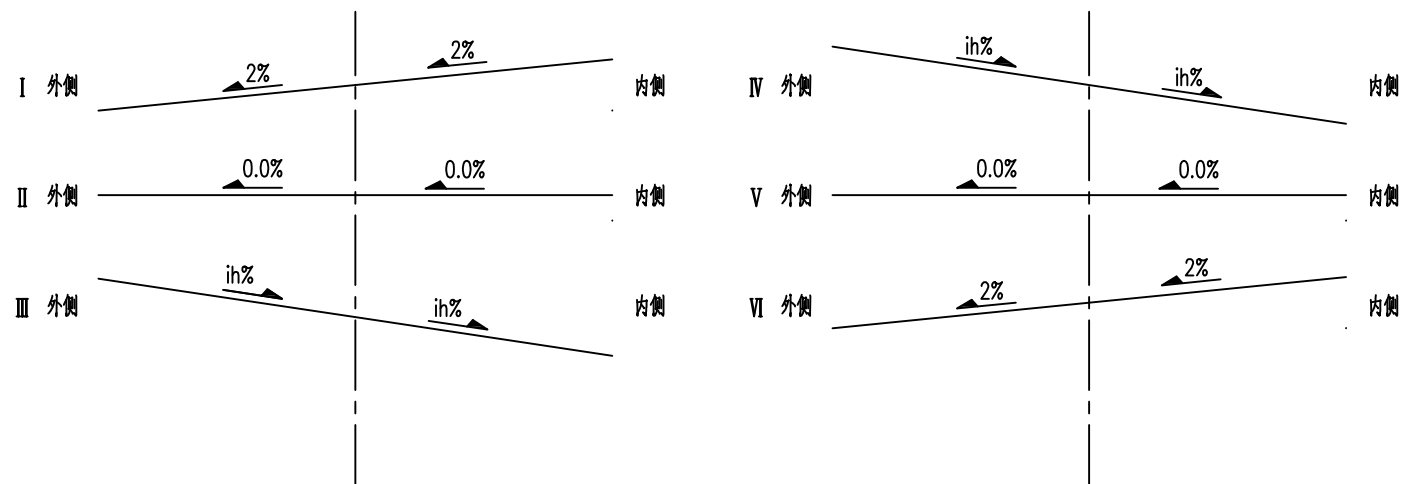 Ⅰ 外侧 2% 2% 内侧
Ⅱ 外侧 0.0% 0.0% 内侧
Ⅲ 外侧 ih% ih% 内侧
Ⅳ 外侧 ih% ih% 内侧
Ⅴ 外侧 0.0% 0.0% 内侧
Ⅵ 外侧 2% 2% 内侧